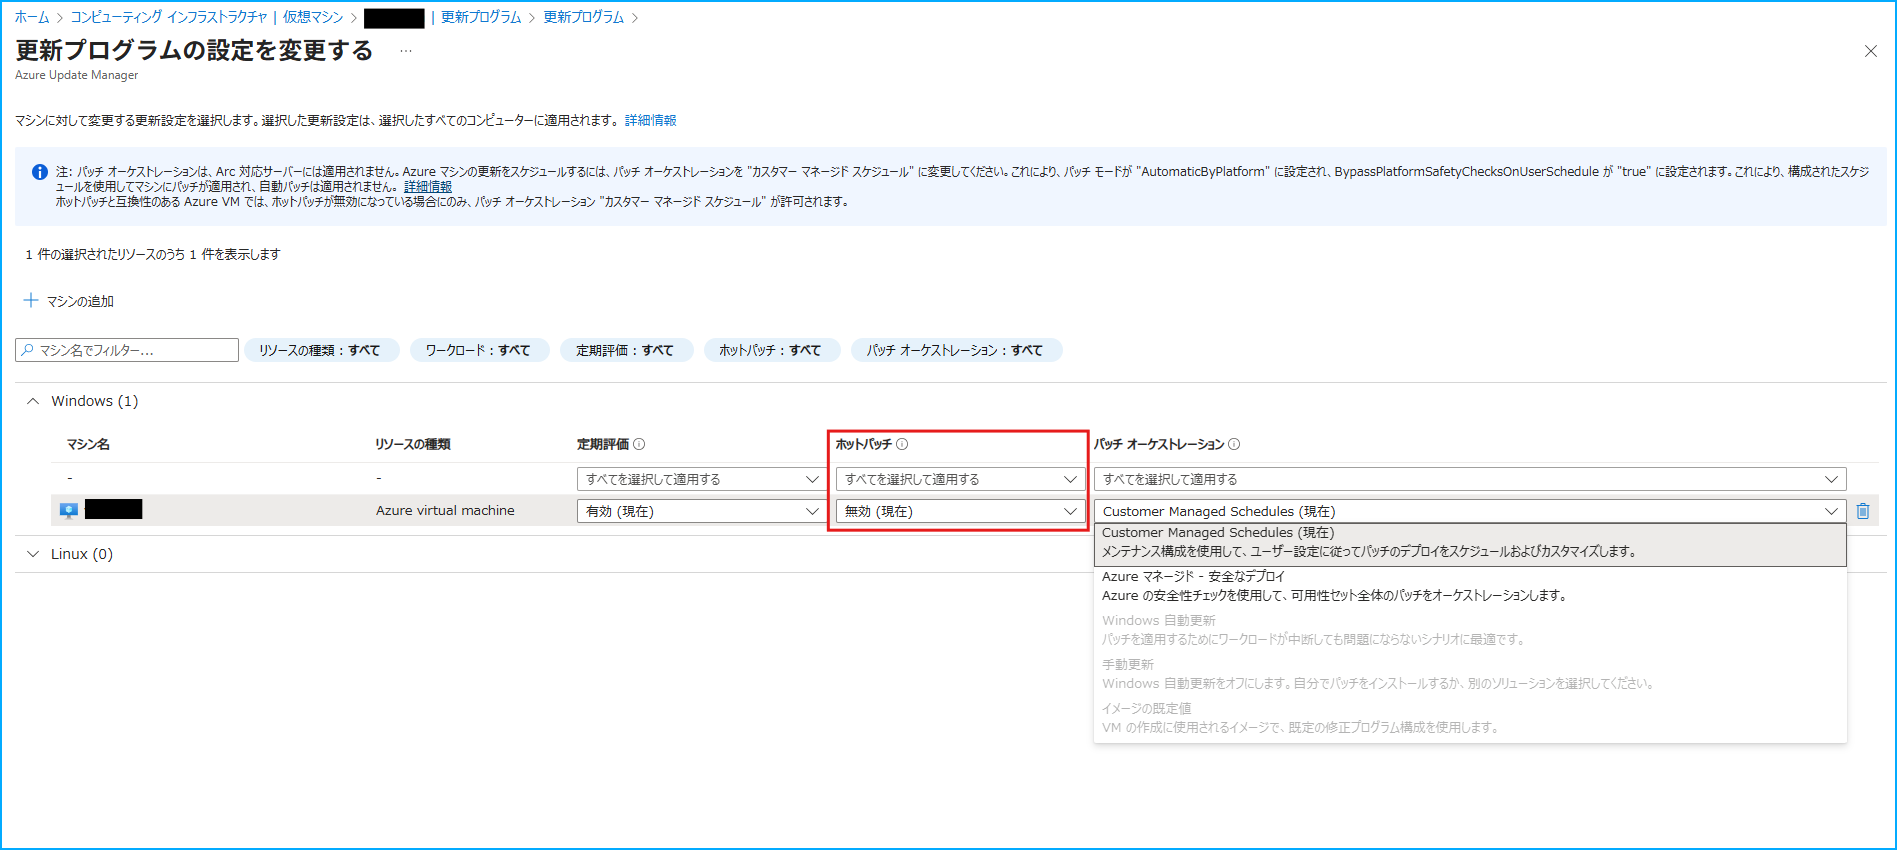 ホーム > コンピューティング インフラストラクチャ | 仮想マシン > | 更新プログラム > 更新プログラム >
更新プログラムの設定を変更する ...
Azure Update Manager
マシンに対して変更する更新設定を選択します。選択した更新設定は、選択したすべてのコンピューターに適用されます。 詳細情報
注: パッチ オーケストレーションは、Arc 対応サーバーには適用されません。Azure マシンの更新をスケジュールするには、パッチ オーケストレーションを "カスタマー マネージド スケジュール" に変更してください。これにより、パッチ モードが "AutomaticByPlatform" に設定され、BypassPlatformSafetyChecksOnUserSchedule が "true" に設定されます。これにより、構成されたスケジ
ュールを使用してマシンにパッチが適用され、自動パッチは適用されません。 詳細情報
ホットパッチと互換性のある Azure VM では、ホットパッチが無効になっている場合にのみ、パッチ オーケストレーション "カスタマー マネージド スケジュール" が許可されます。
1 件の選択されたリソースのうち 1 件を表示します
マシンの追加
マシン名でフィルター... リソースの種類 : すべて ワークロード : すべて 定期評価 : すべて ホットパッチ : すべて パッチ オーケストレーション : すべて
Windows (1)
マシン名 リソースの種類 定期評価 ホットパッチ パッチ オーケストレーション
- - すべてを選択して適用する すべてを選択して適用する すべてを選択して適用する
Azure virtual machine 有効 (現在) 無効 (現在) Customer Managed Schedules (現在)
Customer Managed Schedules (現在)
メンテナンス構成を使用して、ユーザー設定に従ってパッチのデプロイをスケジュールおよびカスタマイズします。
Linux (0)
Azure マネージド - 安全なデプロイ
Azure の安全性チェックを使用して、可用性セット全体のパッチをオーケストレーションします。
Windows 自動更新
パッチを適用するためにワークロードが中断しても問題にならないシナリオに最適です。
手動更新
Windows 自動更新をオフにします。自分でパッチをインストールするか、別のソリューションを選択してください。
イメージの既定値
VM の作成に使用されるイメージで、既定の修正プログラム構成を使用します。